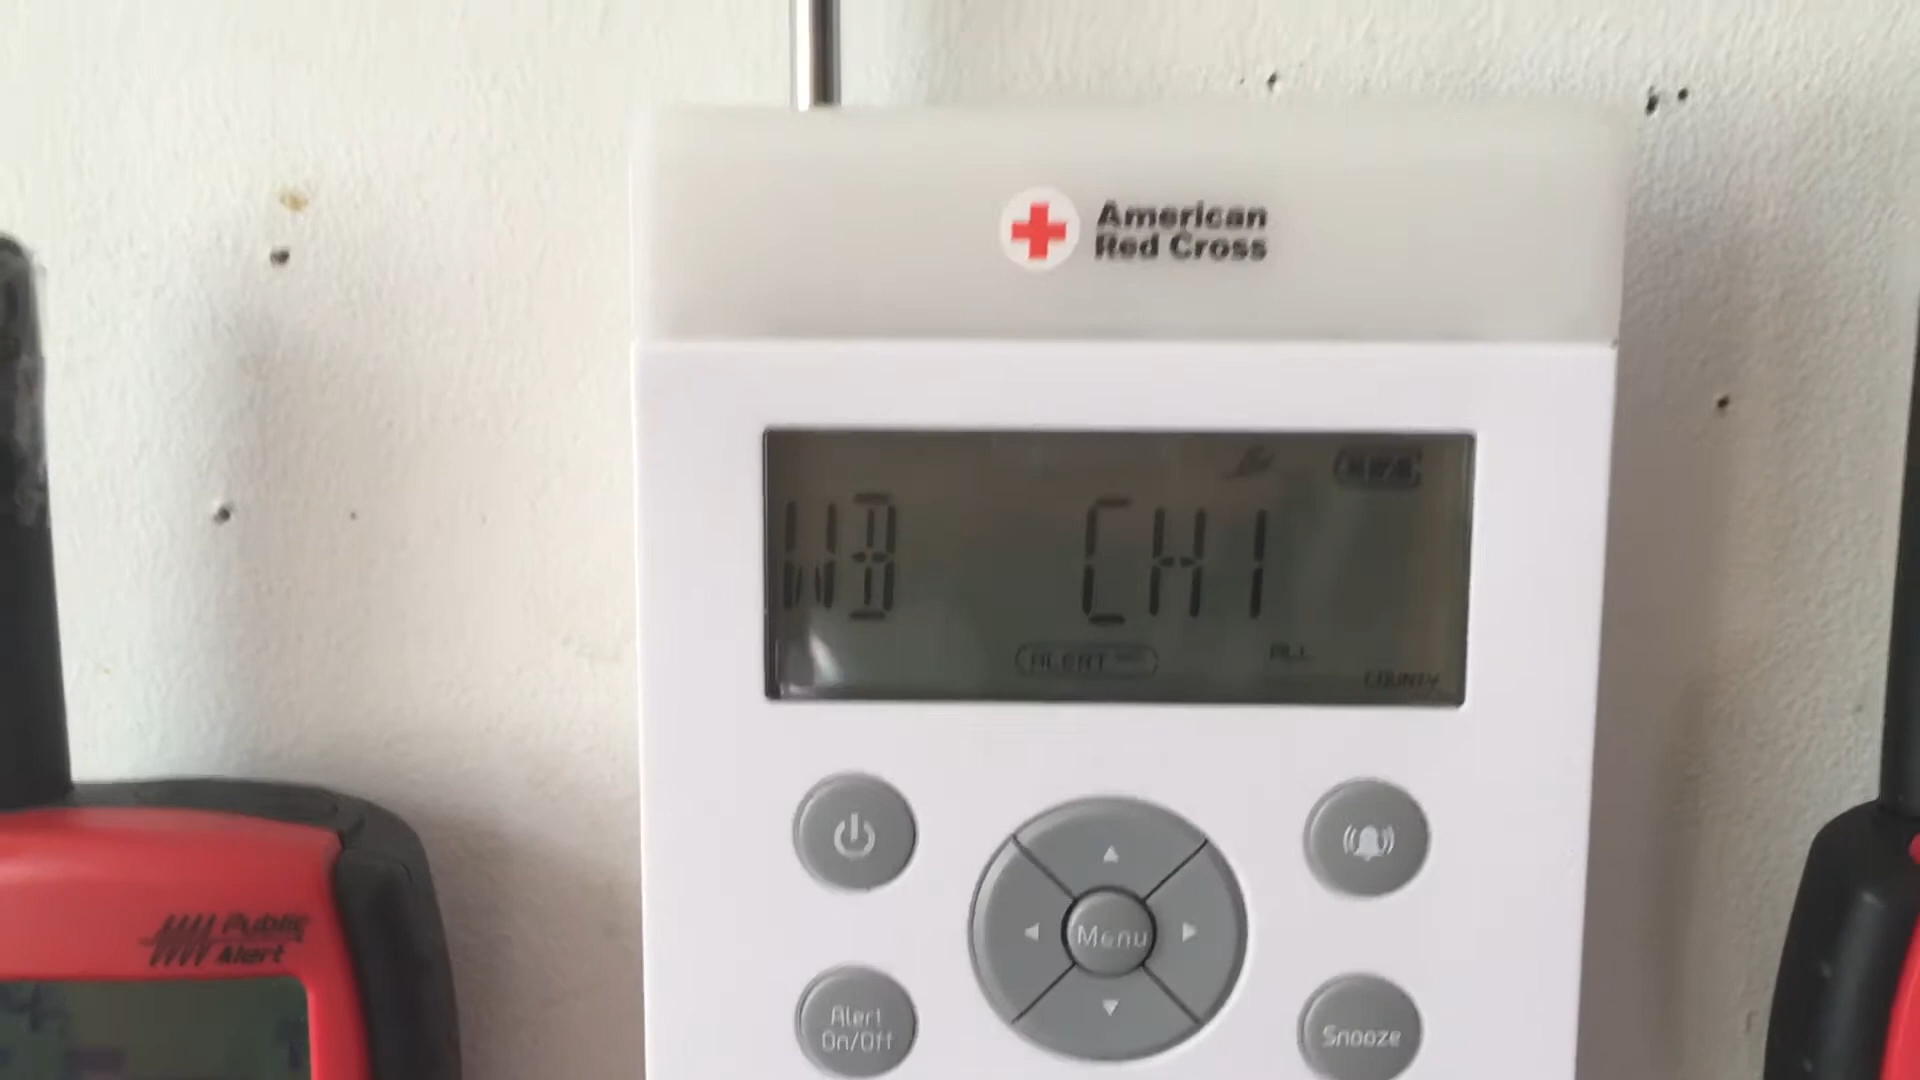 American
Red Cross
WB CH1
ALERT
ALL
COUNTY
Public
Alert
Menu
Alert
On/Off
Snooze